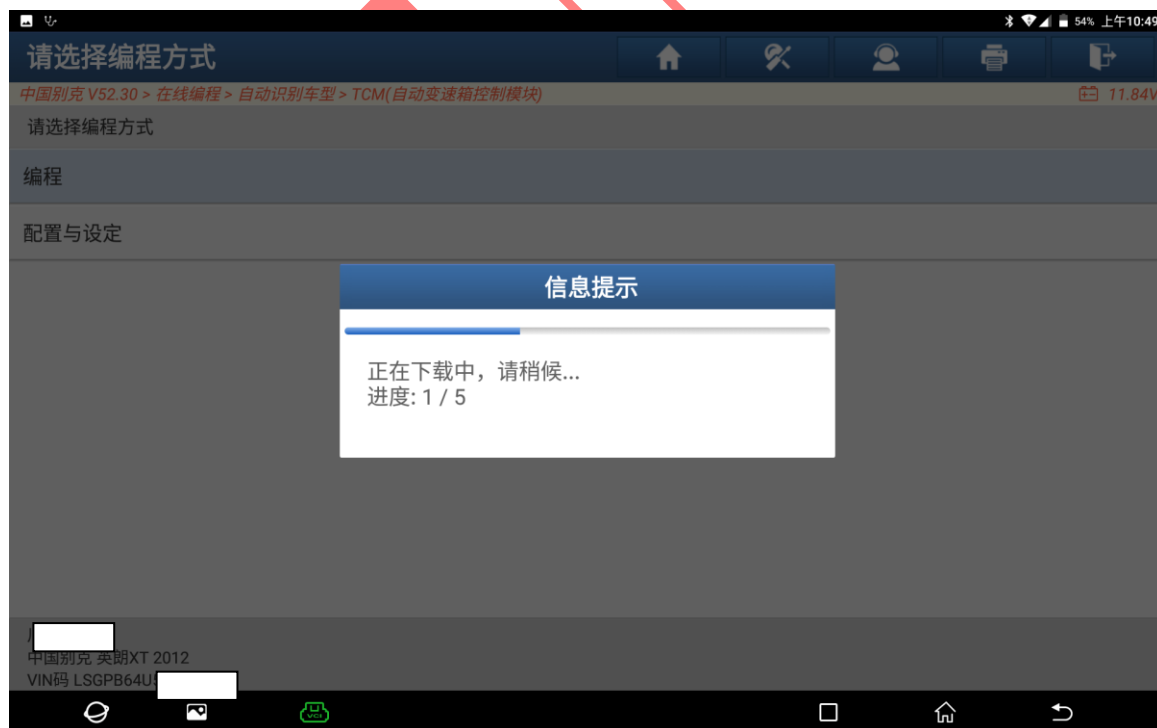 54% 上午10:49
请选择编程方式
中国别克 V52.30 > 在线编程 > 自动识别车型 > TCM(自动变速箱控制模块)
11.84V
请选择编程方式
编程
配置与设定
信息提示
正在下载中，请稍候...
进度: 1 / 5
中国别克 英朗XT 2012
VIN码 LSGPB64U
VCI